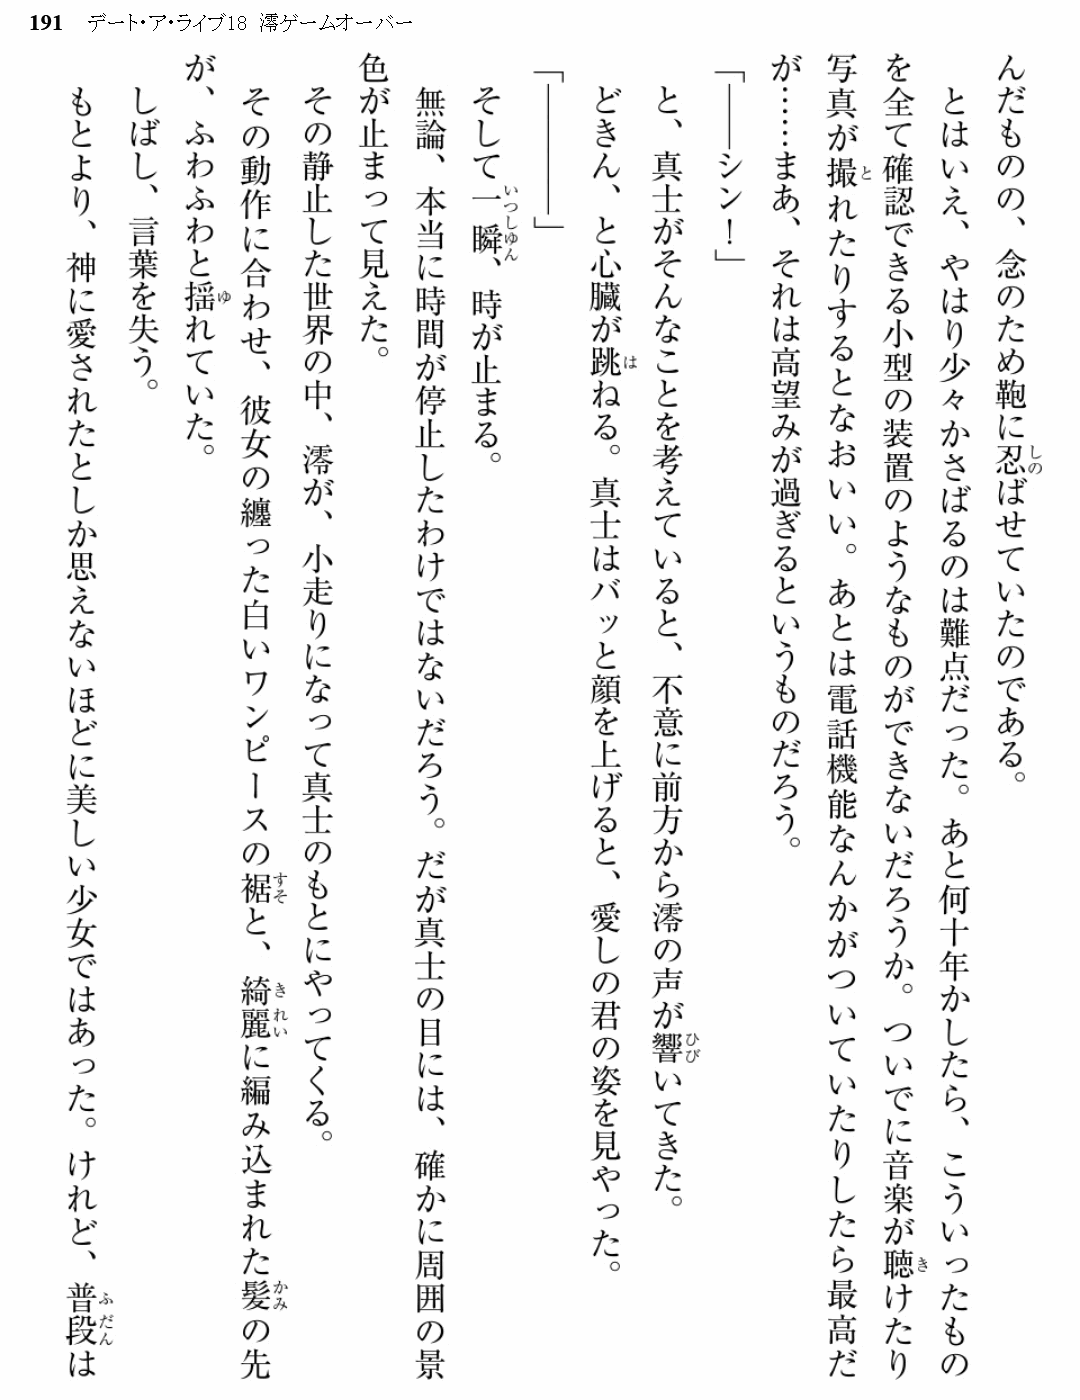 191 デート・ア・ライブ18 澪ゲームオーバー
んだものの、念のため鞄に忍ばせていたのである。
とはいえ、やはり少々かさばるのは難点だった。あと何十年かしたら、こういったもの
を全て確認できる小型の装置のようなものができないだろうか。ついでに音楽が聴けたり
写真が撮れたりするとなおいい。あとは電話機能なんかがついていたりしたら最高だ
が……まあ、それは高望みが過ぎるというものだろう。
「――シン！」
と、真士がそんなことを考えていると、不意に前方から澪の声が響いてきた。
どきん、と心臓が跳ねる。真士はバッと顔を上げると、愛しの君の姿を見やった。
「――――」
そして一瞬、時が止まる。
無論、本当に時間が停止したわけではないだろう。だが真士の目には、確かに周囲の景
色が止まって見えた。
その静止した世界の中、澪が、小走りになって真士のもとにやってくる。
その動作に合わせ、彼女の纏った白いワンピースの裾と、綺麗に編み込まれた髪の先
が、ふわふわと揺れていた。
しばし、言葉を失う。
もとより、神に愛されたとしか思えないほどに美しい少女ではあった。けれど、普段は